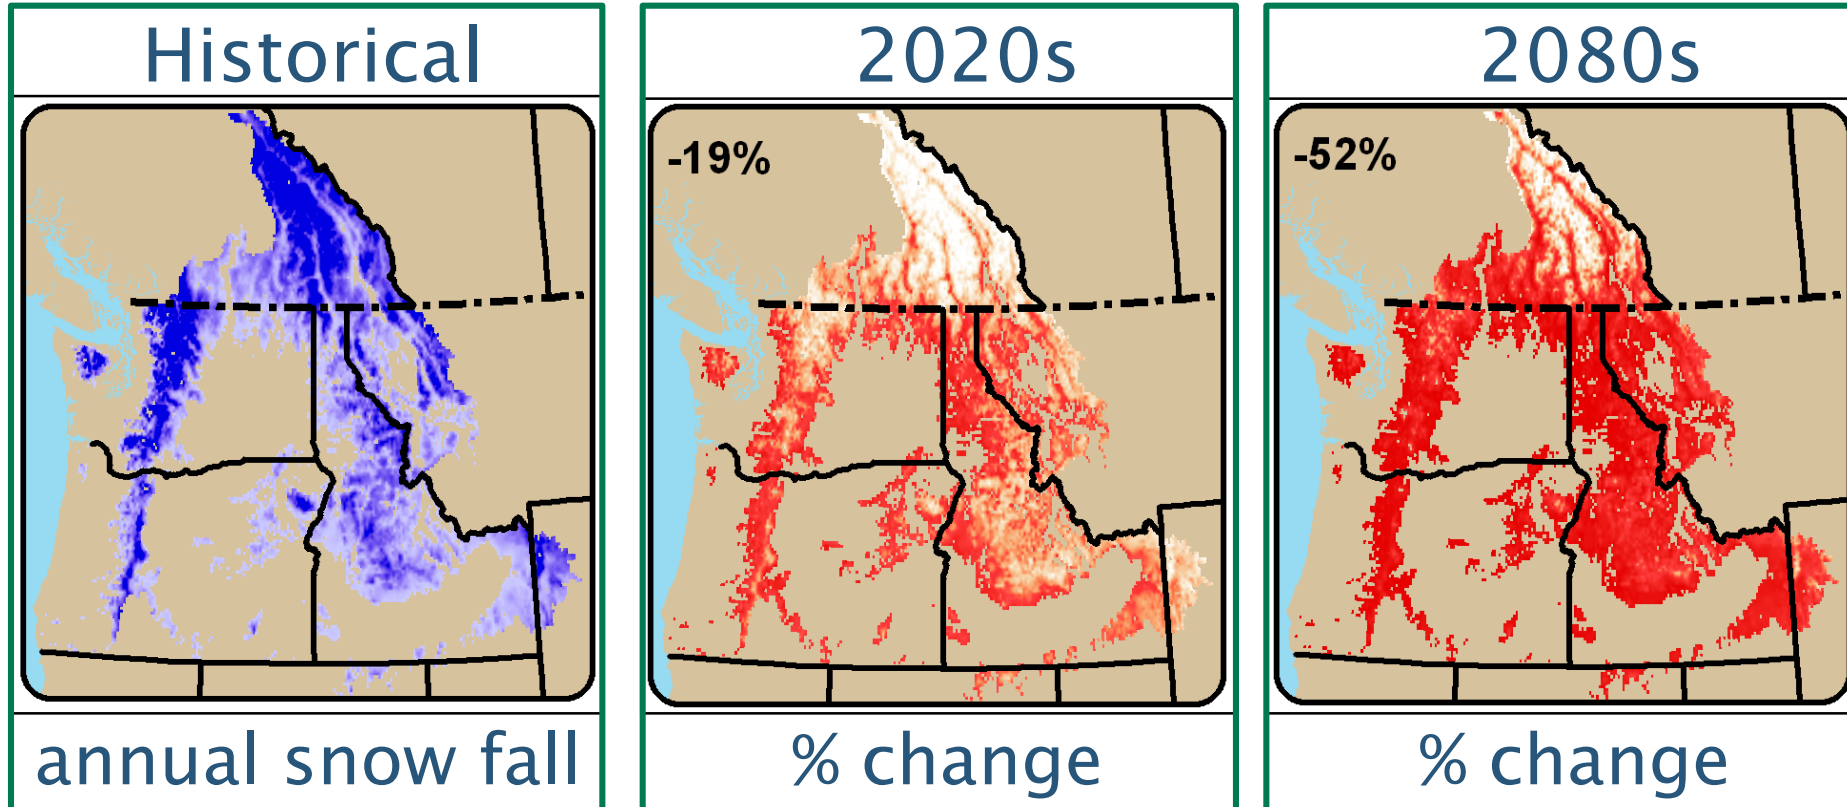 Historical
annual snow fall
2020s
-19%
% change
2080s
-52%
% change